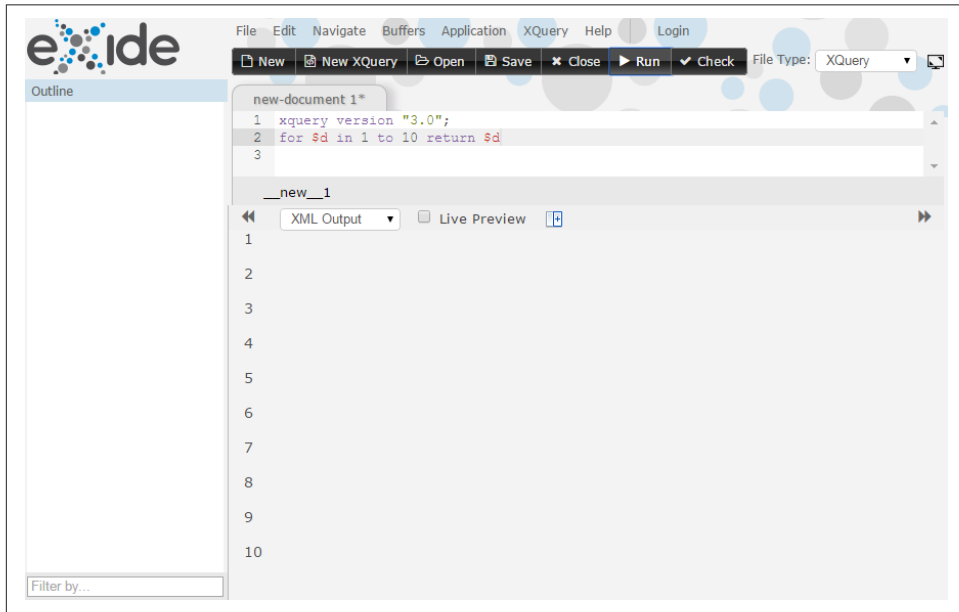 eXide
File Edit Navigate Buffers Application XQuery Help Login
New New XQuery Open Save Close Run Check File Type: XQuery
Outline
new-document 1*
1 xquery version "3.0";
2 for $d in 1 to 10 return $d
3
__new__1
XML Output Live Preview
1
2
3
4
5
6
7
8
9
10
Filter by...